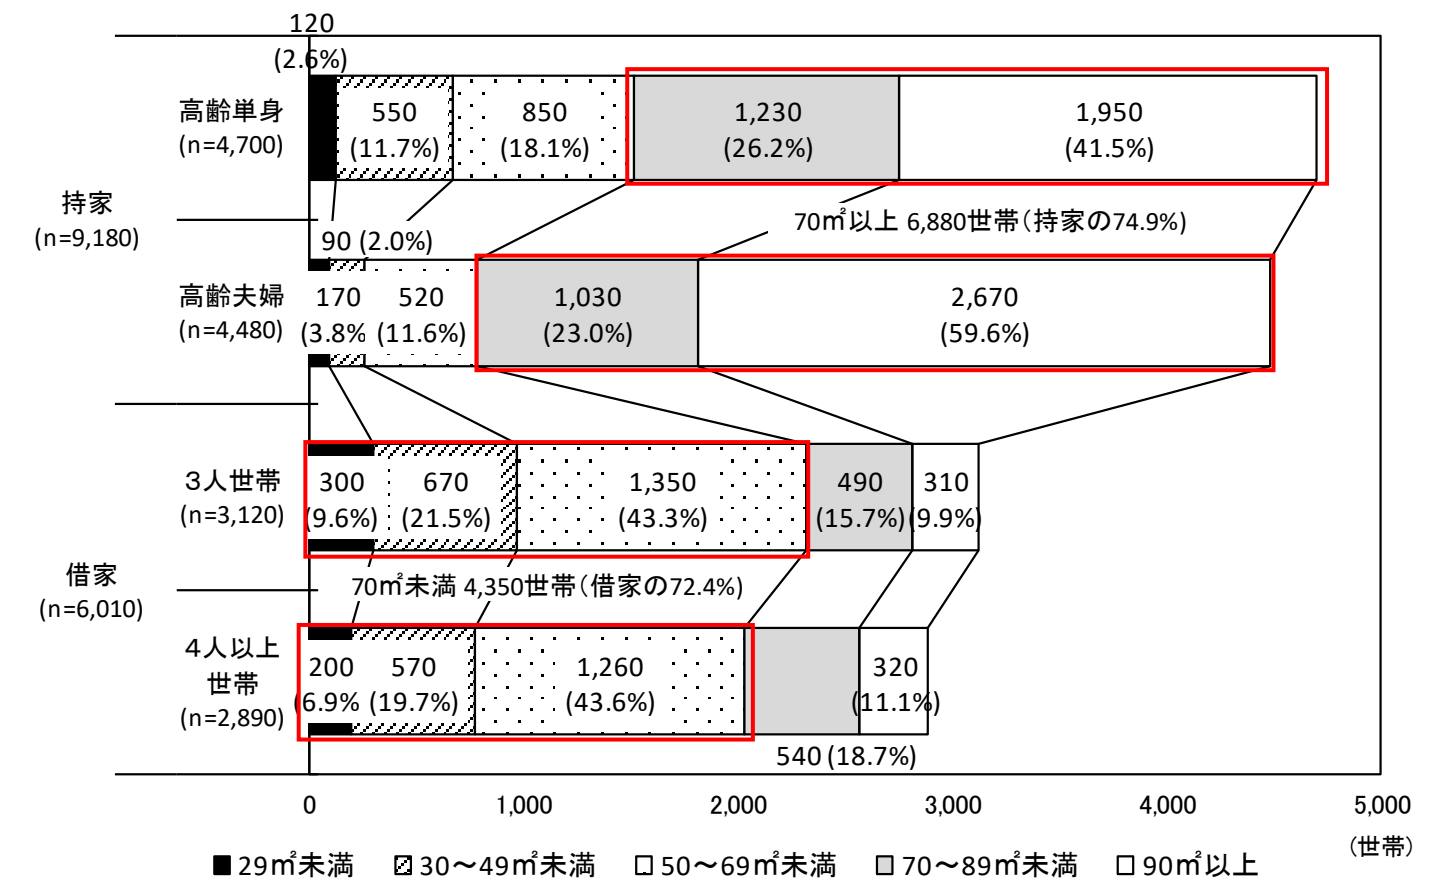 120
(2.6%)
高齢単身
(n=4,700)
550
(11.7%)
850
(18.1%)
1,230
(26.2%)
1,950
(41.5%)
持家
(n=9,180)
70㎡以上 6,880世帯（持家の74.9%）
90 (2.0%)
高齢夫婦
(n=4,480)
170
(3.8%
520
(11.6%)
1,030
(23.0%)
2,670
(59.6%)
３人世帯
(n=3,120)
300
(9.6%)
670
(21.5%)
1,350
(43.3%)
490
(15.7%)
310
(9.9%)
借家
(n=6,010)
70㎡未満 4,350世帯（借家の72.4%）
４人以上
世帯
(n=2,890)
200
(6.9%
570
(19.7%)
1,260
(43.6%)
320
(11.1%)
540 (18.7%)
0 1,000 2,000 3,000 4,000 5,000
（世帯）
29㎡未満 30～49㎡未満 50～69㎡未満 70～89㎡未満 90㎡以上